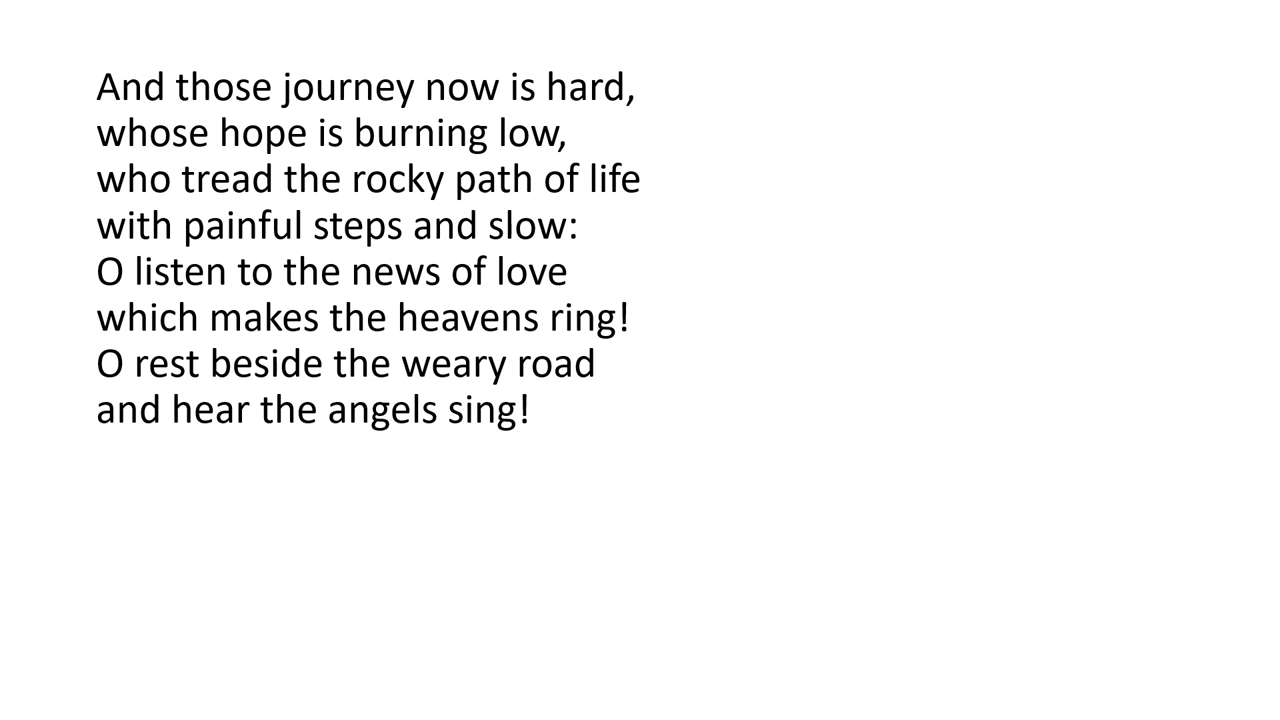 And those journey now is hard,
whose hope is burning low,
who tread the rocky path of life
with painful steps and slow:
O listen to the news of love
which makes the heavens ring!
O rest beside the weary road
and hear the angels sing!